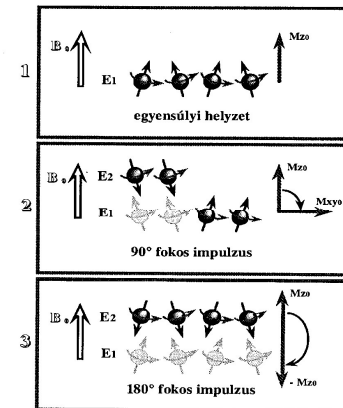 1
B₀
E1
Mz0
egyensúlyi helyzet
2
B₀
E2
E1
Mz0
Mxy0
90° fokos impulzus
3
B₀
E2
E1
Mz0
- Mz0
180° fokos impulzus